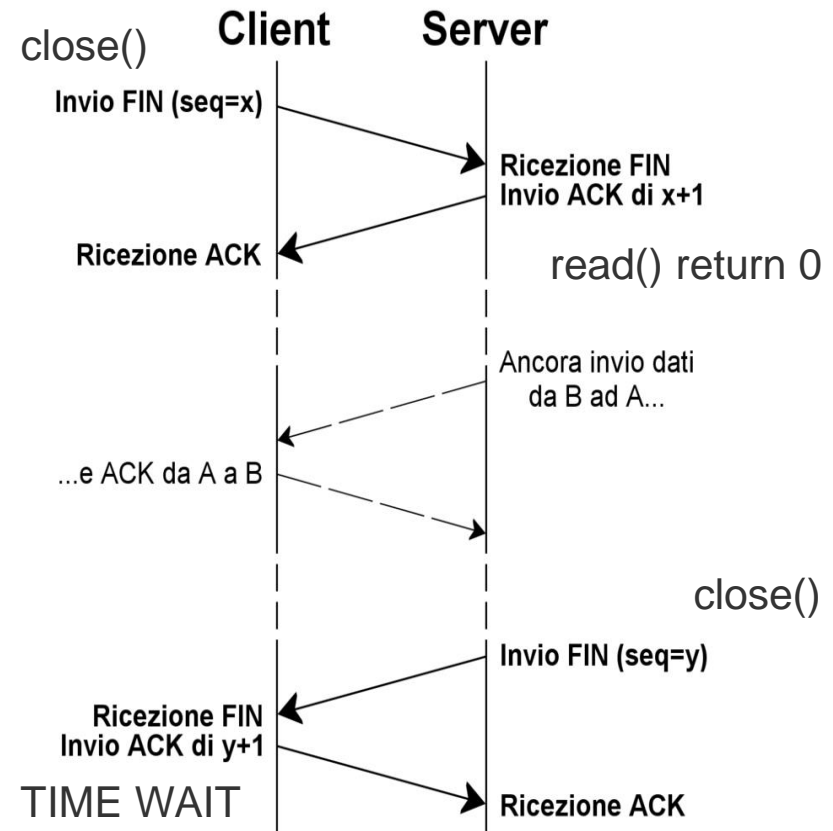 Client Server
close()
Invio FIN (seq=x)
Ricezione FIN
Invio ACK di x+1
Ricezione ACK
read() return 0
Ancora invio dati
da B ad A...
...e ACK da A a B
close()
Invio FIN (seq=y)
Ricezione FIN
Invio ACK di y+1
TIME WAIT
Ricezione ACK